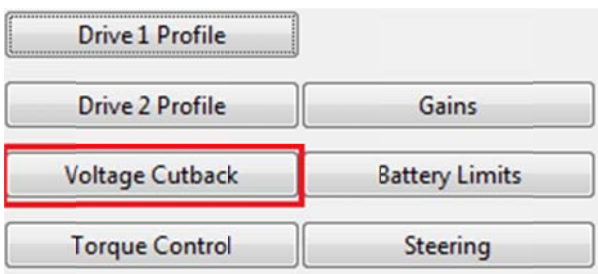 Drive 1 Profile
Drive 2 Profile
Gains
Voltage Cutback
Battery Limits
Torque Control
Steering